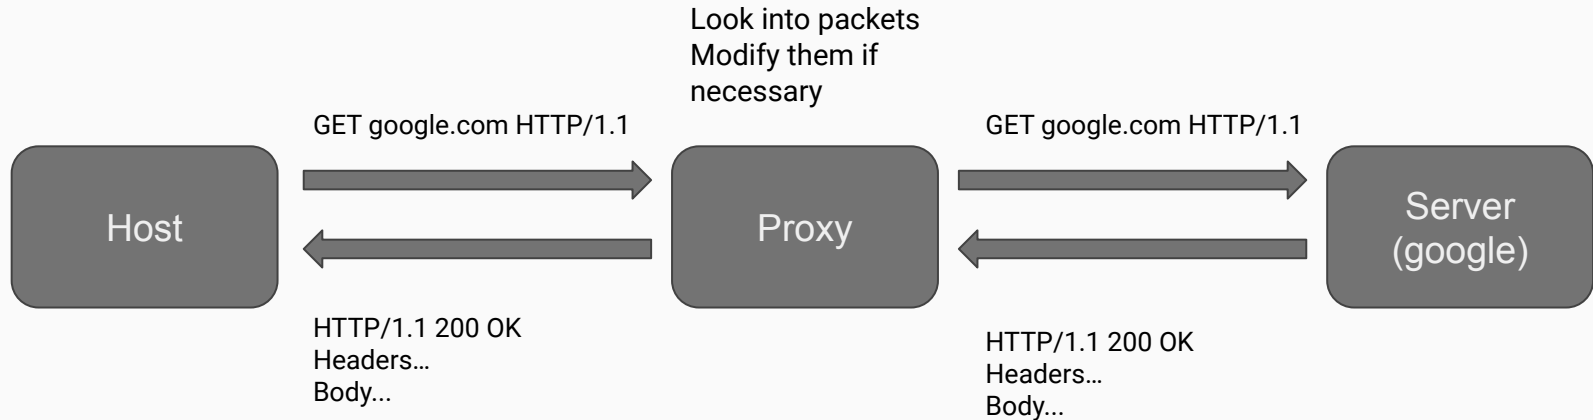 Look into packets
Modify them if
necessary
GET google.com HTTP/1.1
GET google.com HTTP/1.1
Host
Proxy
Server
(google)
HTTP/1.1 200 OK
Headers…
Body...
HTTP/1.1 200 OK
Headers…
Body...